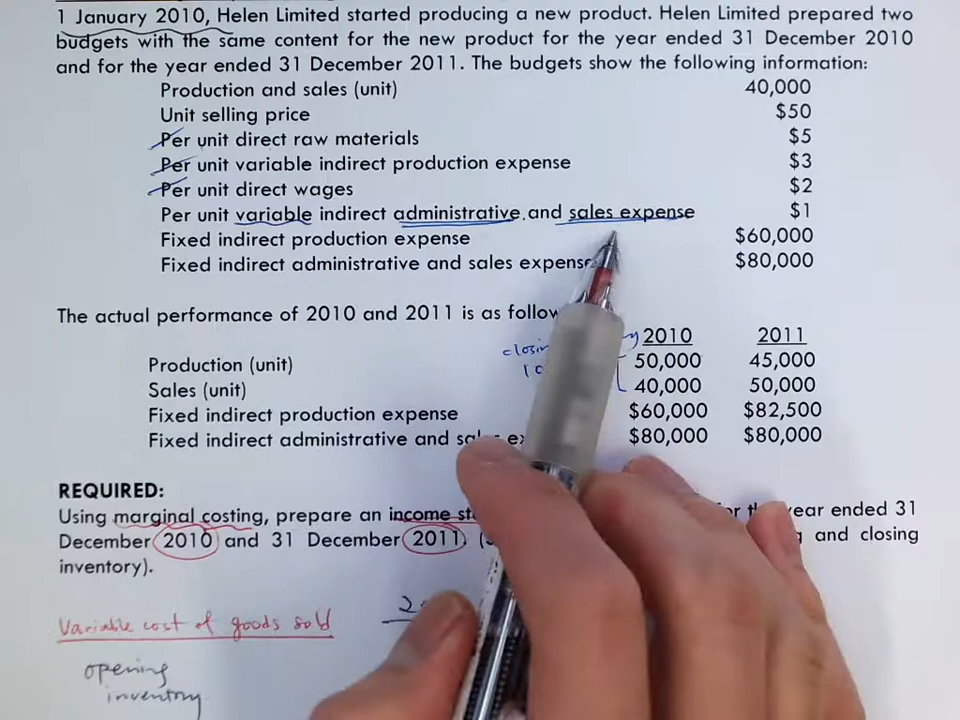 1 January 2010, Helen Limited started producing a new product. Helen Limited prepared two
budgets with the same content for the new product for the year ended 31 December 2010
and for the year ended 31 December 2011. The budgets show the following information:
Production and sales (unit) 40,000
Unit selling price $50
Per unit direct raw materials $5
Per unit variable indirect production expense $3
Per unit direct wages $2
Per unit variable indirect administrative and sales expense $1
Fixed indirect production expense $60,000
Fixed indirect administrative and sales expense $80,000
The actual performance of 2010 and 2011 is as follow
2010 2011
Production (unit) 50,000 45,000
Sales (unit) 40,000 50,000
Fixed indirect production expense $60,000 $82,500
Fixed indirect administrative and $80,000 $80,000
REQUIRED:
Using marginal costing, prepare an income year ended 31
December 2010 and 31 December 2011 and closing
inventory).
Variable cost of goods sold
opening
inventory